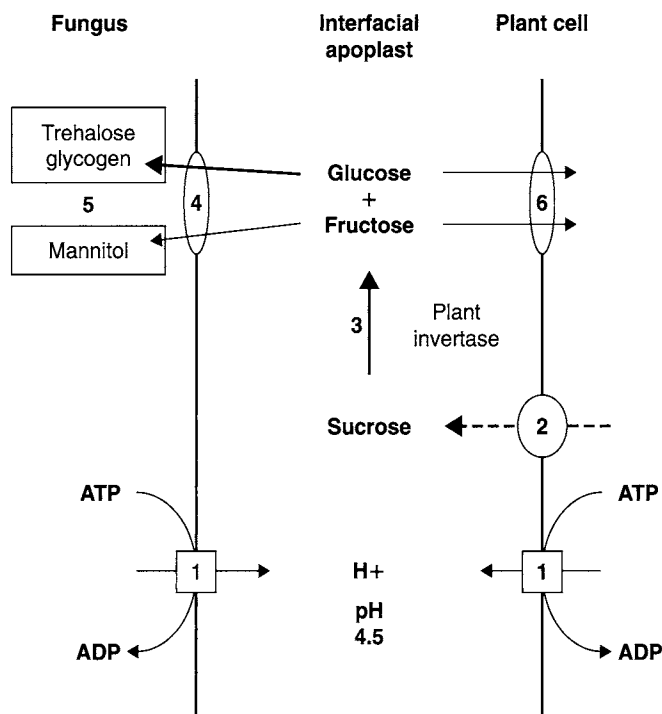 Fungus
Interfacial
apoplast
Plant cell
Trehalose
glycogen
5
Mannitol
4
Glucose
+
Fructose
6
3
Plant
invertase
Sucrose
2
ATP
ATP
1
H+
1
pH
4.5
ADP
ADP